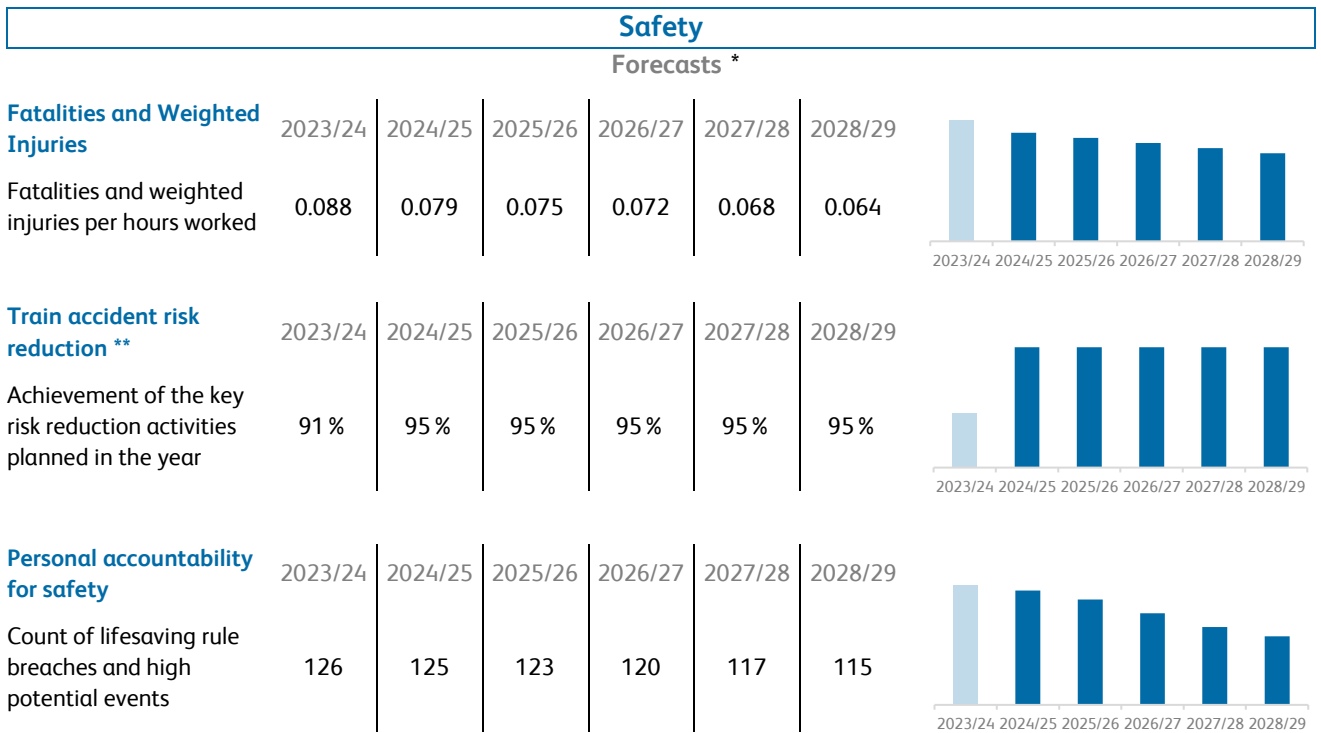 Safety
Forecasts *
Fatalities and Weighted
Injuries
2023/24 2024/25 2025/26 2026/27 2027/28 2028/29
Fatalities and weighted
injuries per hours worked
0.088 0.079 0.075 0.072 0.068 0.064
2023/24 2024/25 2025/26 2026/27 2027/28 2028/29
Train accident risk
reduction **
2023/24 2024/25 2025/26 2026/27 2027/28 2028/29
Achievement of the key
risk reduction activities
planned in the year
91% 95% 95% 95% 95% 95%
2023/24 2024/25 2025/26 2026/27 2027/28 2028/29
Personal accountability
for safety
2023/24 2024/25 2025/26 2026/27 2027/28 2028/29
Count of lifesaving rule
breaches and high
potential events
126 125 123 120 117 115
2023/24 2024/25 2025/26 2026/27 2027/28 2028/29